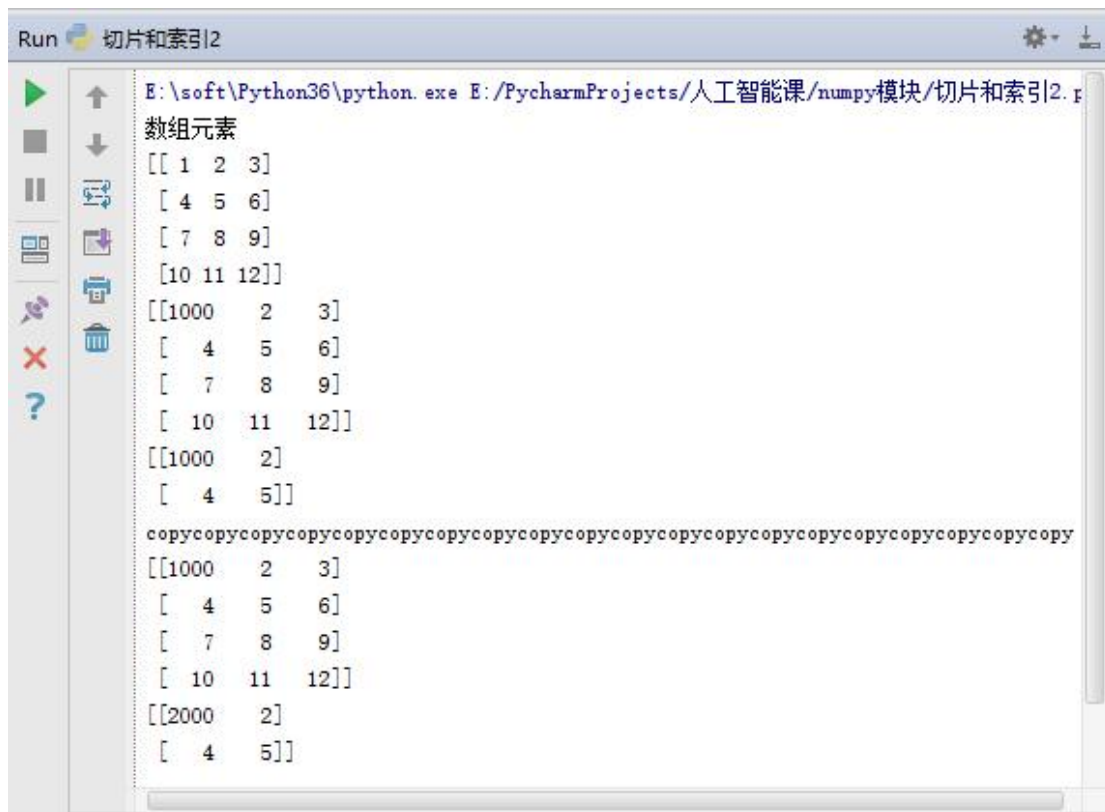 Run 切片和索引2
E:\soft\Python36\python.exe E:/PycharmProjects/人工智能课/numpy模块/切片和索引2.p
数组元素
[[ 1  2  3]
 [ 4  5  6]
 [ 7  8  9]
 [10 11 12]]
[[1000    2    3]
 [   4    5    6]
 [   7    8    9]
 [  10   11   12]]
[[1000    2]
 [   4    5]]
copycopycopycopycopycopycopycopycopycopycopycopycopycopycopycopycopycopycopycopy
[[1000    2    3]
 [   4    5    6]
 [   7    8    9]
 [  10   11   12]]
[[2000    2]
 [   4    5]]